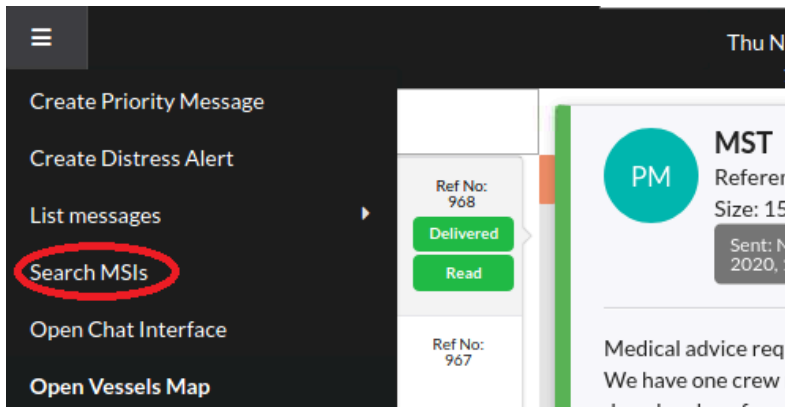 Thu N
Create Priority Message
Create Distress Alert
List messages
Search MSIs
Open Chat Interface
Open Vessels Map
Ref No:
968
Delivered
Read
Ref No:
967
PM
MST
Referen
Size: 15
Sent: N
2020,
Medical advice req
We have one crew